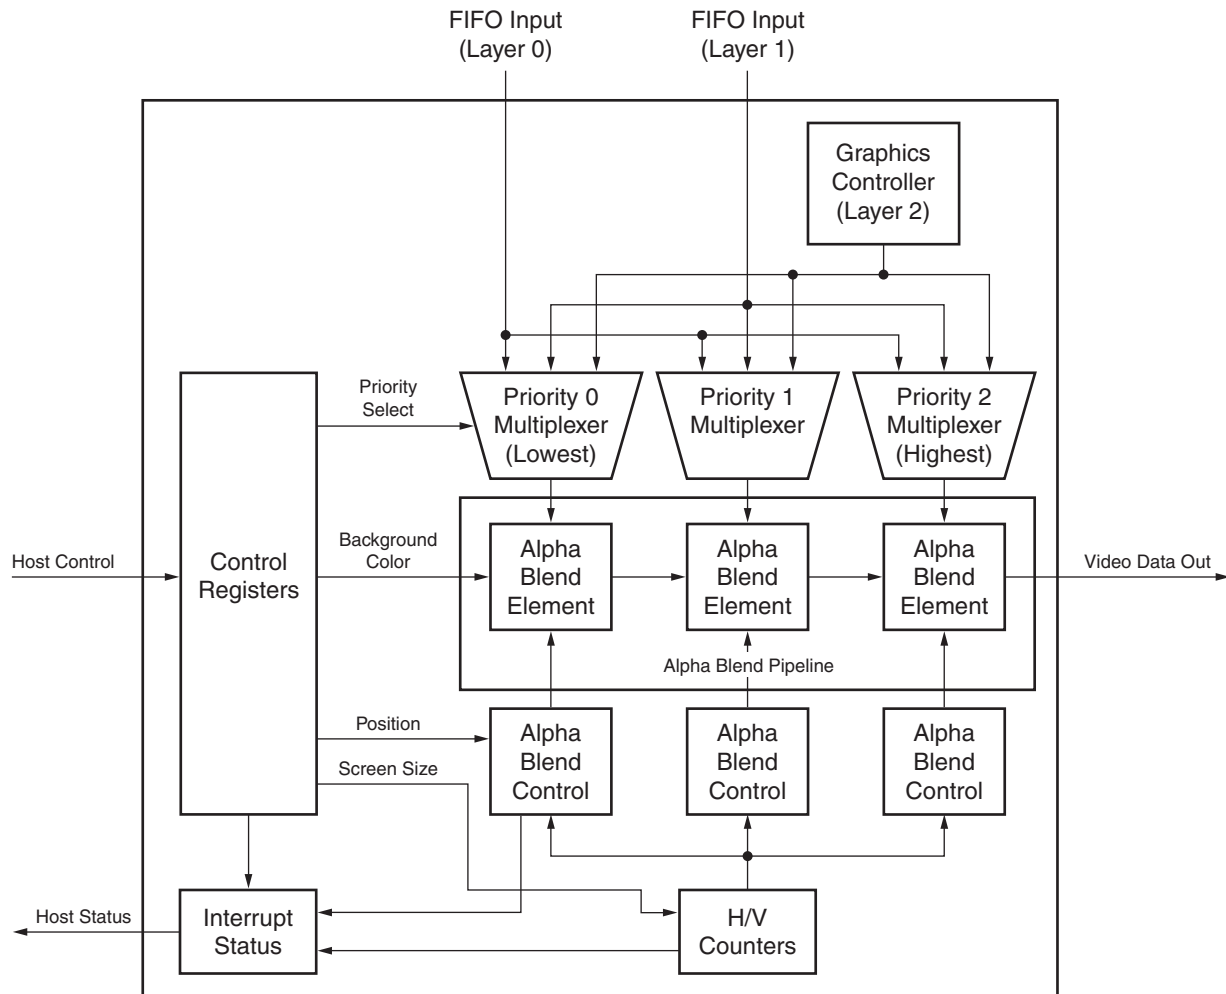 FIFO Input
(Layer 0)
FIFO Input
(Layer 1)
Graphics
Controller
(Layer 2)
Priority
Select
Priority 0
Multiplexer
(Lowest)
Priority 1
Multiplexer
Priority 2
Multiplexer
(Highest)
Host Control
Control
Registers
Background
Color
Alpha
Blend
Element
Alpha
Blend
Element
Alpha
Blend
Element
Video Data Out
Alpha Blend Pipeline
Position
Screen Size
Alpha
Blend
Control
Alpha
Blend
Control
Alpha
Blend
Control
Host Status
Interrupt
Status
H/V
Counters